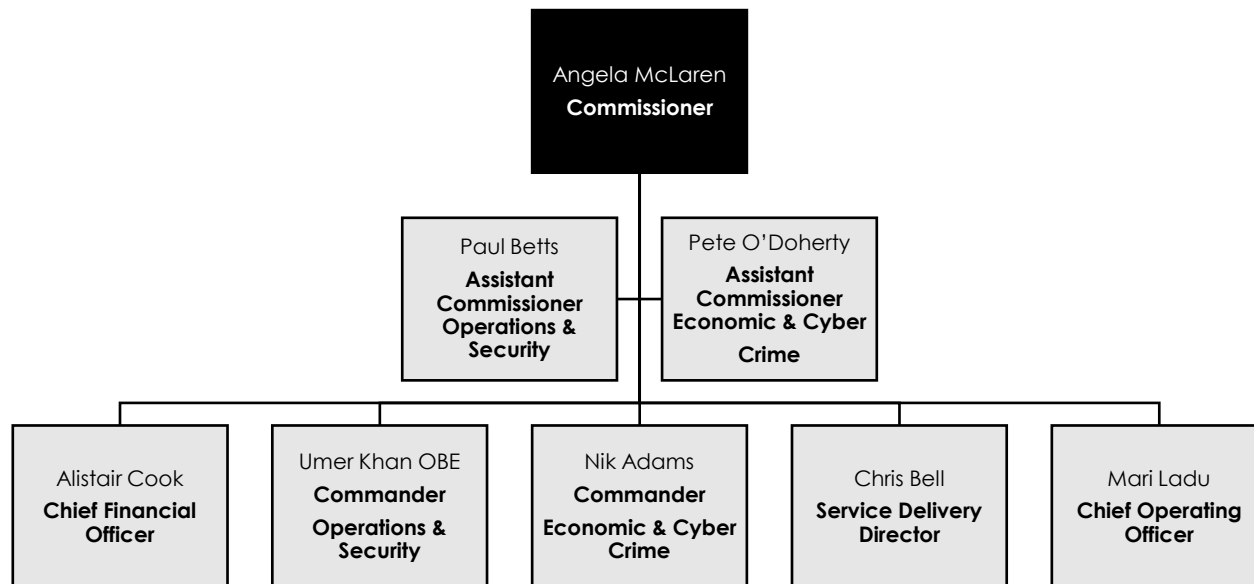 Angela McLaren
Commissioner
Paul Betts
Assistant
Commissioner
Operations &
Security
Pete O’Doherty
Assistant
Commissioner
Economic & Cyber
Crime
Alistair Cook
Chief Financial
Officer
Umer Khan OBE
Commander
Operations &
Security
Nik Adams
Commander
Economic & Cyber
Crime
Chris Bell
Service Delivery
Director
Mari Ladu
Chief Operating
Officer